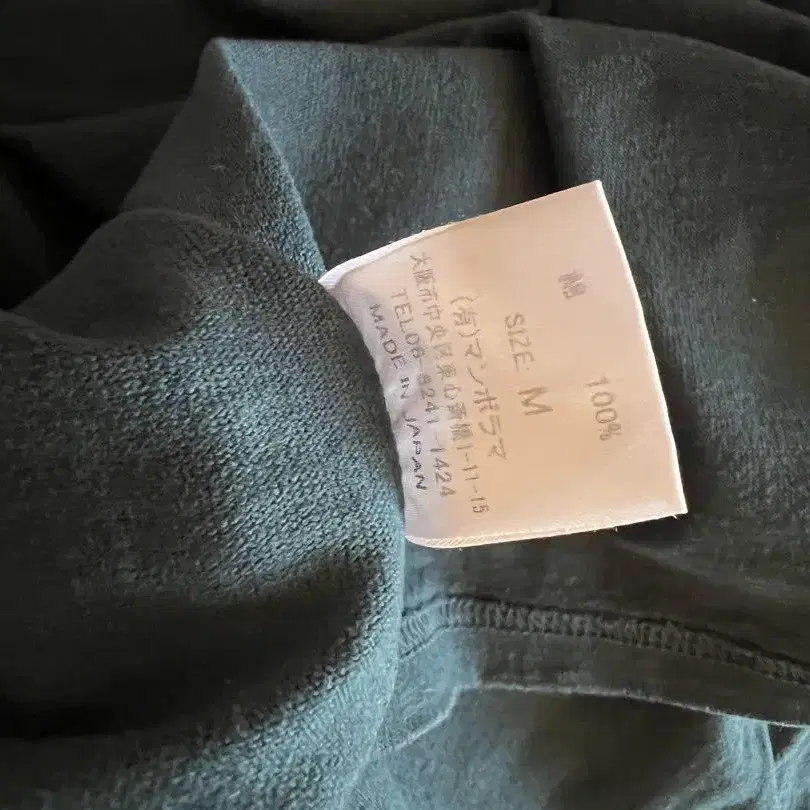 綿 100%
SIZE: M
(有)マンボラマ
大阪市中央区東心斎橋1-11-15
TEL06-6241-1424
MADE IN JAPAN